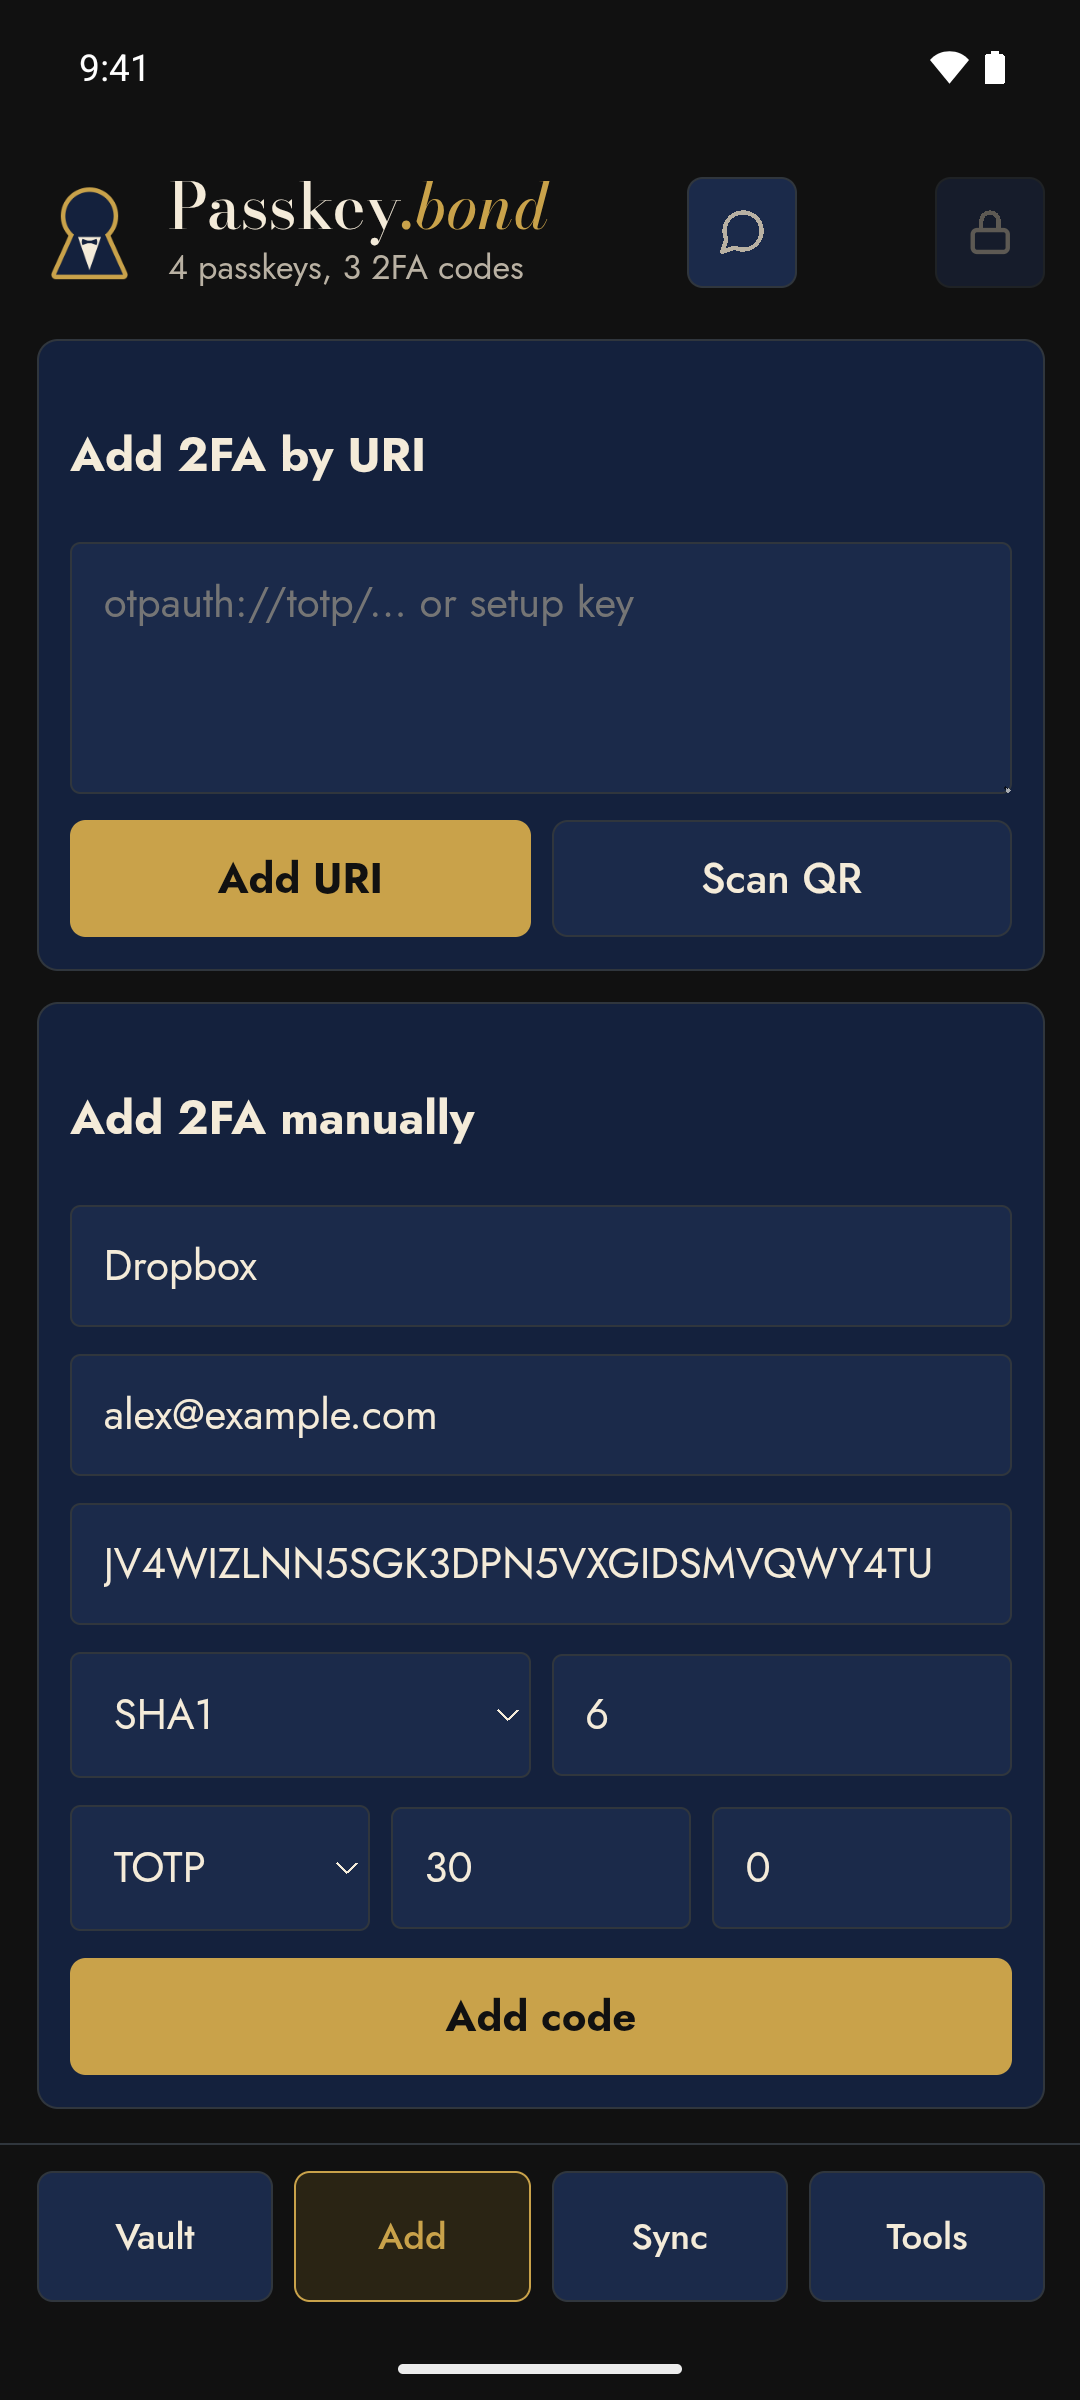 9:41
Passkey.bond
4 passkeys, 3 2FA codes
Add 2FA by URI
otpauth://totp/... or setup key
Add URI
Scan QR
Add 2FA manually
Dropbox
alex@example.com
JV4WIZLNN5SGK3DPN5VXGIDSMVQWY4TU
SHA1
6
TOTP
30
0
Add code
Vault
Add
Sync
Tools